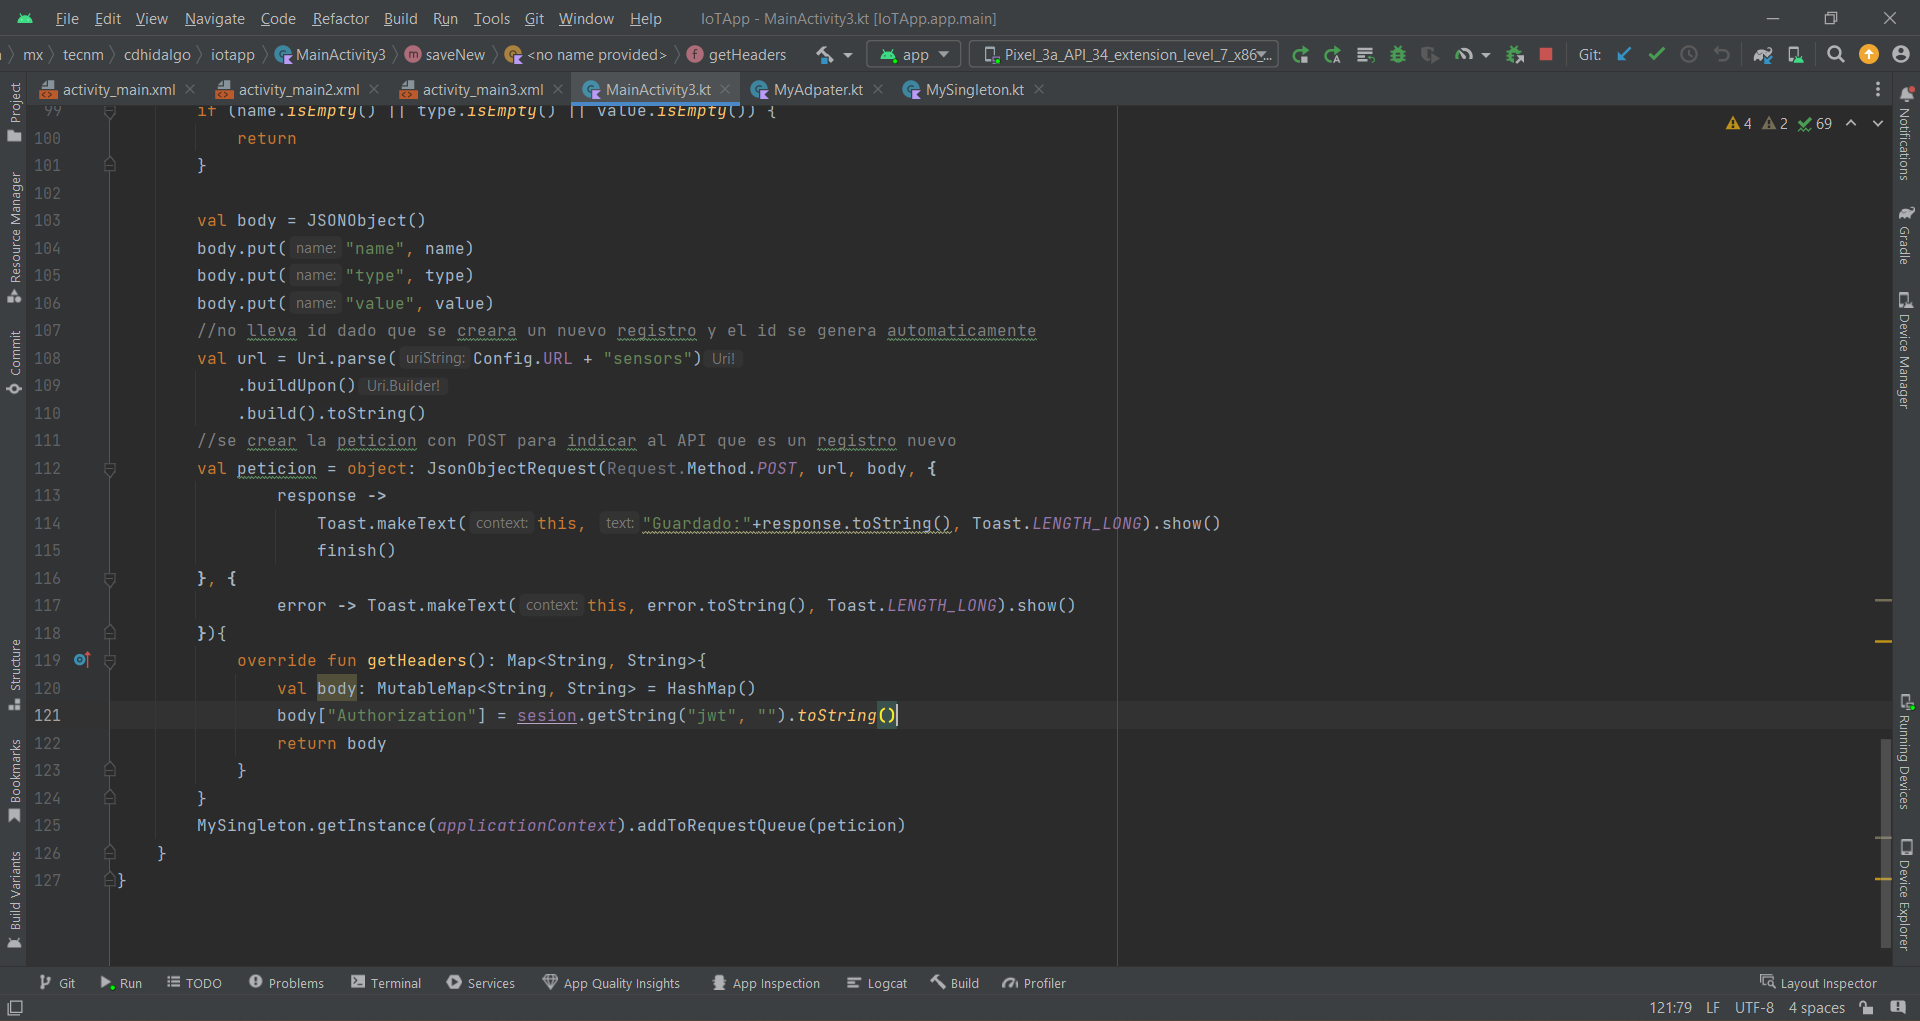 File Edit View Navigate Code Refactor Build Run Tools Git Window Help IoTApp - MainActivity3.kt [IoTApp.app.main]
mx tecnm cdhidalgo iotapp MainActivity3 saveNew <no name provided> getHeaders app Pixel_3a_API_34_extension_level_7_x86... Git:
activity_main.xml activity_main2.xml activity_main3.xml MainActivity3.kt MyAdpater.kt MySingleton.kt
Project
Resource Manager
Commit
Structure
Bookmarks
Build Variants
4 2 69
99 if (name.isEmpty() || type.isEmpty() || value.isEmpty()) {
100 return
101 }
102
103 val body = JSONObject()
104 body.put( name: "name", name)
105 body.put( name: "type", type)
106 body.put( name: "value", value)
107 //no lleva id dado que se creara un nuevo registro y el id se genera automaticamente
108 val url = Uri.parse( uriString: Config.URL + "sensors") Uri!
109 .buildUpon() Uri.Builder!
110 .build().toString()
111 //se crear la peticion con POST para indicar al API que es un registro nuevo
112 val peticion = object: JsonObjectRequest(Request.Method.POST, url, body, {
113 response ->
114 Toast.makeText( context: this, text: "Guardado:"+response.toString(), Toast.LENGTH_LONG).show()
115 finish()
116 }, {
117 error -> Toast.makeText( context: this, error.toString(), Toast.LENGTH_LONG).show()
118 }){
119 override fun getHeaders(): Map<String, String>{
120 val body: MutableMap<String, String> = HashMap()
121 body["Authorization"] = sesion.getString("jwt", "").toString()
122 return body
123 }
124 }
125 MySingleton.getInstance(applicationContext).addToRequestQueue(peticion)
126 }
127 }
Notifications
Gradle
Device Manager
Running Devices
Device Explorer
Git Run TODO Problems Terminal Services App Quality Insights App Inspection Logcat Build Profiler Layout Inspector
121:79 LF UTF-8 4 spaces